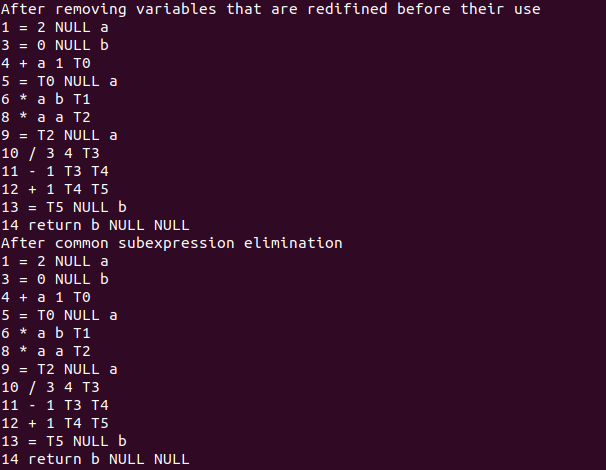 After removing variables that are redifined before their use
1 = 2 NULL a
3 = 0 NULL b
4 + a 1 T0
5 = T0 NULL a
6 * a b T1
8 * a a T2
9 = T2 NULL a
10 / 3 4 T3
11 - 1 T3 T4
12 + 1 T4 T5
13 = T5 NULL b
14 return b NULL NULL
After common subexpression elimination
1 = 2 NULL a
3 = 0 NULL b
4 + a 1 T0
5 = T0 NULL a
6 * a b T1
8 * a a T2
9 = T2 NULL a
10 / 3 4 T3
11 - 1 T3 T4
12 + 1 T4 T5
13 = T5 NULL b
14 return b NULL NULL